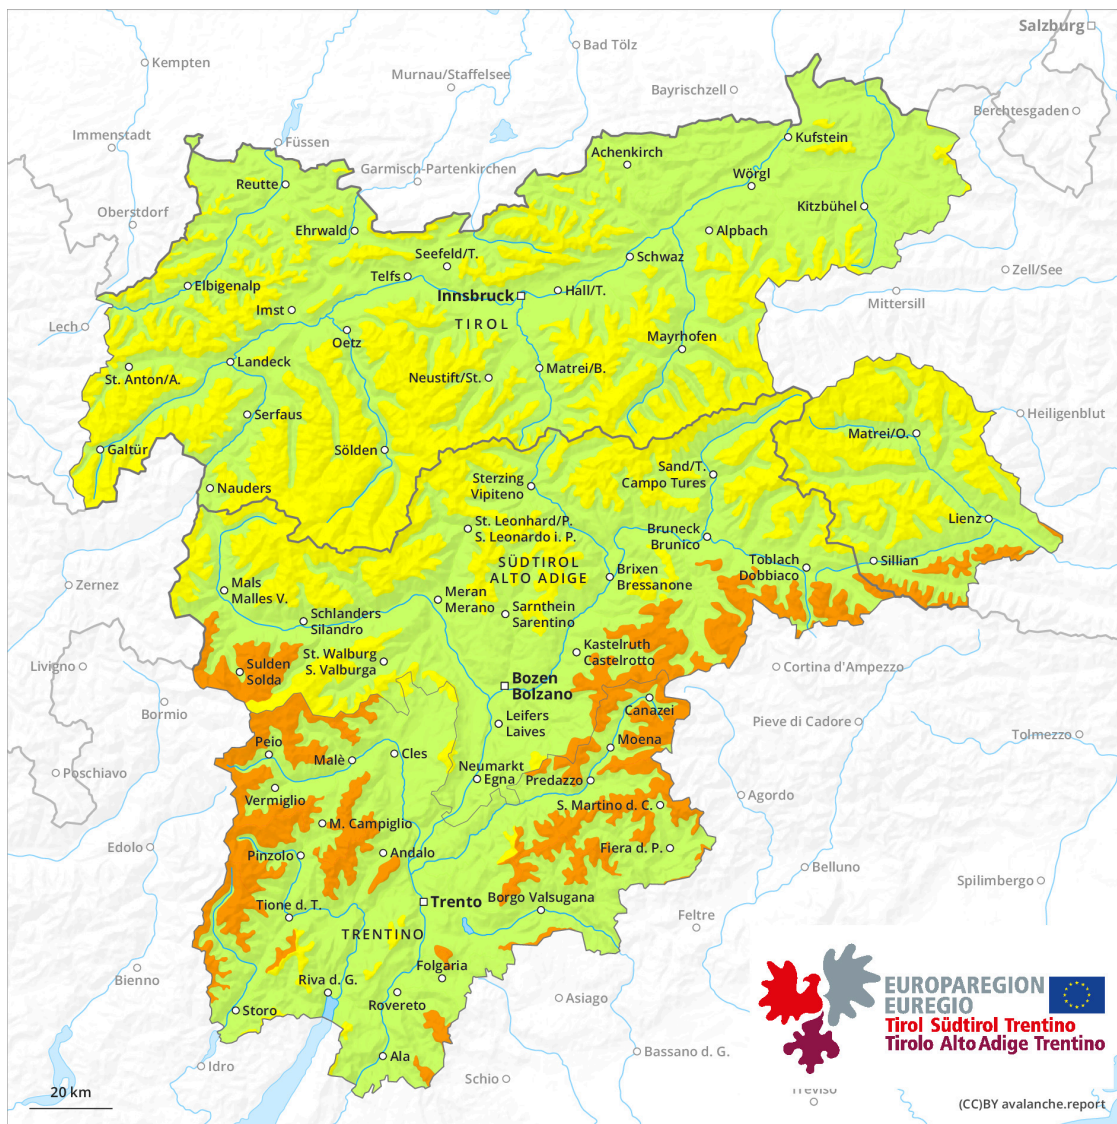 Salzburg
Bad Tölz
Kempten
Murnau/Staffelsee
Bayrischzell
Berchtesgaden
Immenstadt
Füssen
Kufstein
Achenkirch
Garmisch-Partenkirchen
Wörgl
Reutte
Oberstdorf
Kitzbühel
Ehrwald
Alpbach
Seefeld/T.
Schwaz
Zell/See
Telfs
Elbigenalp
Innsbruck
Hall/T.
Mittersill
Imst
TIROL
Lech
Oetz
Mayrhofen
Landeck
Matrei/B.
St. Anton/A.
Neustift/St.
Serfaus
Heiligenblut
Matrei/O.
Galtür
Sölden
Sand/T.
Campo Tures
Sterzing
Vipiteno
Nauders
Lienz
St. Leonhard/P.
S. Leonardo i. P.
Bruneck
Brunico
SÜDTIROL
ALTO ADIGE
Toblach
Dobbiaco
Sillian
Brixen
Bressanone
Zernez
Mals
Malles V.
Meran
Merano
Sarnthein
Sarentino
Schlanders
Silandro
Kastelruth
Castelrotto
St. Walburg
S. Valburga
Livigno
Sulden
Solda
Cortina d'Ampezzo
Bozen
Bolzano
Canazei
Bormio
Leifers
Laives
Pieve di Cadore
Tolmezzo
Moena
Peio
Cles
Malè
Neumarkt
Egna
Predazzo
Poschiavo
Vermiglio
Agordo
S. Martino d. C.
M. Campiglio
Edolo
Pinzolo
Andalo
Fiera d. P.
Belluno
Spilimbergo
Borgo Valsugana
Trento
Tione d. T.
Feltre
TRENTINO
Folgaria
Bienno
Riva d. G.
Rovereto
Asiago
Storo
EUROPAREGION
EUREGIO
Tirol Südtirol Trentino
Tirolo Alto Adige Trentino
Ala
Bassano d. G.
Idro
Schio
Treviso
20 km
(CC)BY avalanche.report